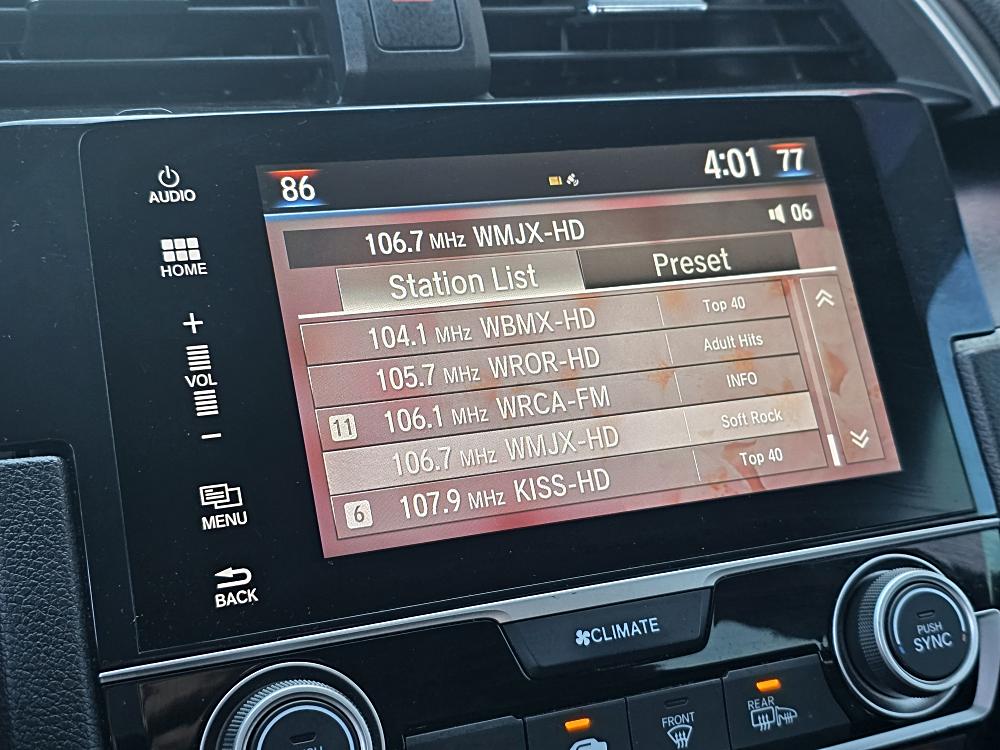 AUDIO
HOME
+
VOL
-
MENU
BACK
86
4:01 77
106.7 MHz WMJX-HD
06
Station List
Preset
104.1 MHz WBMX-HD Top 40
105.7 MHz WROR-HD Adult Hits
11 106.1 MHz WRCA-FM INFO
106.7 MHz WMJX-HD Soft Rock
6 107.9 MHz KISS-HD Top 40
CLIMATE
PUSH
SYNC
FRONT
REAR